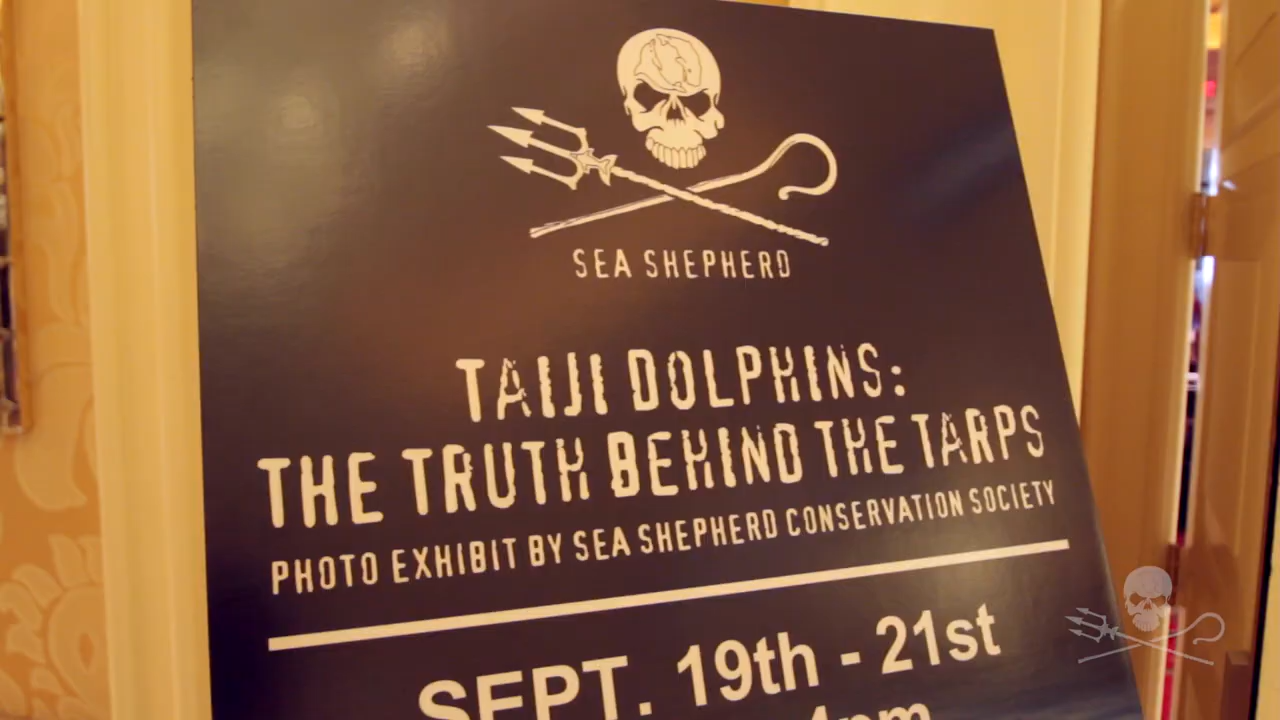 SEA SHEPHERD
TAIJI DOLPHINS:
THE TRUTH BEHIND THE TARPS
PHOTO EXHIBIT BY SEA SHEPHERD CONSERVATION SOCIETY
SEPT. 19th - 21st
4pm